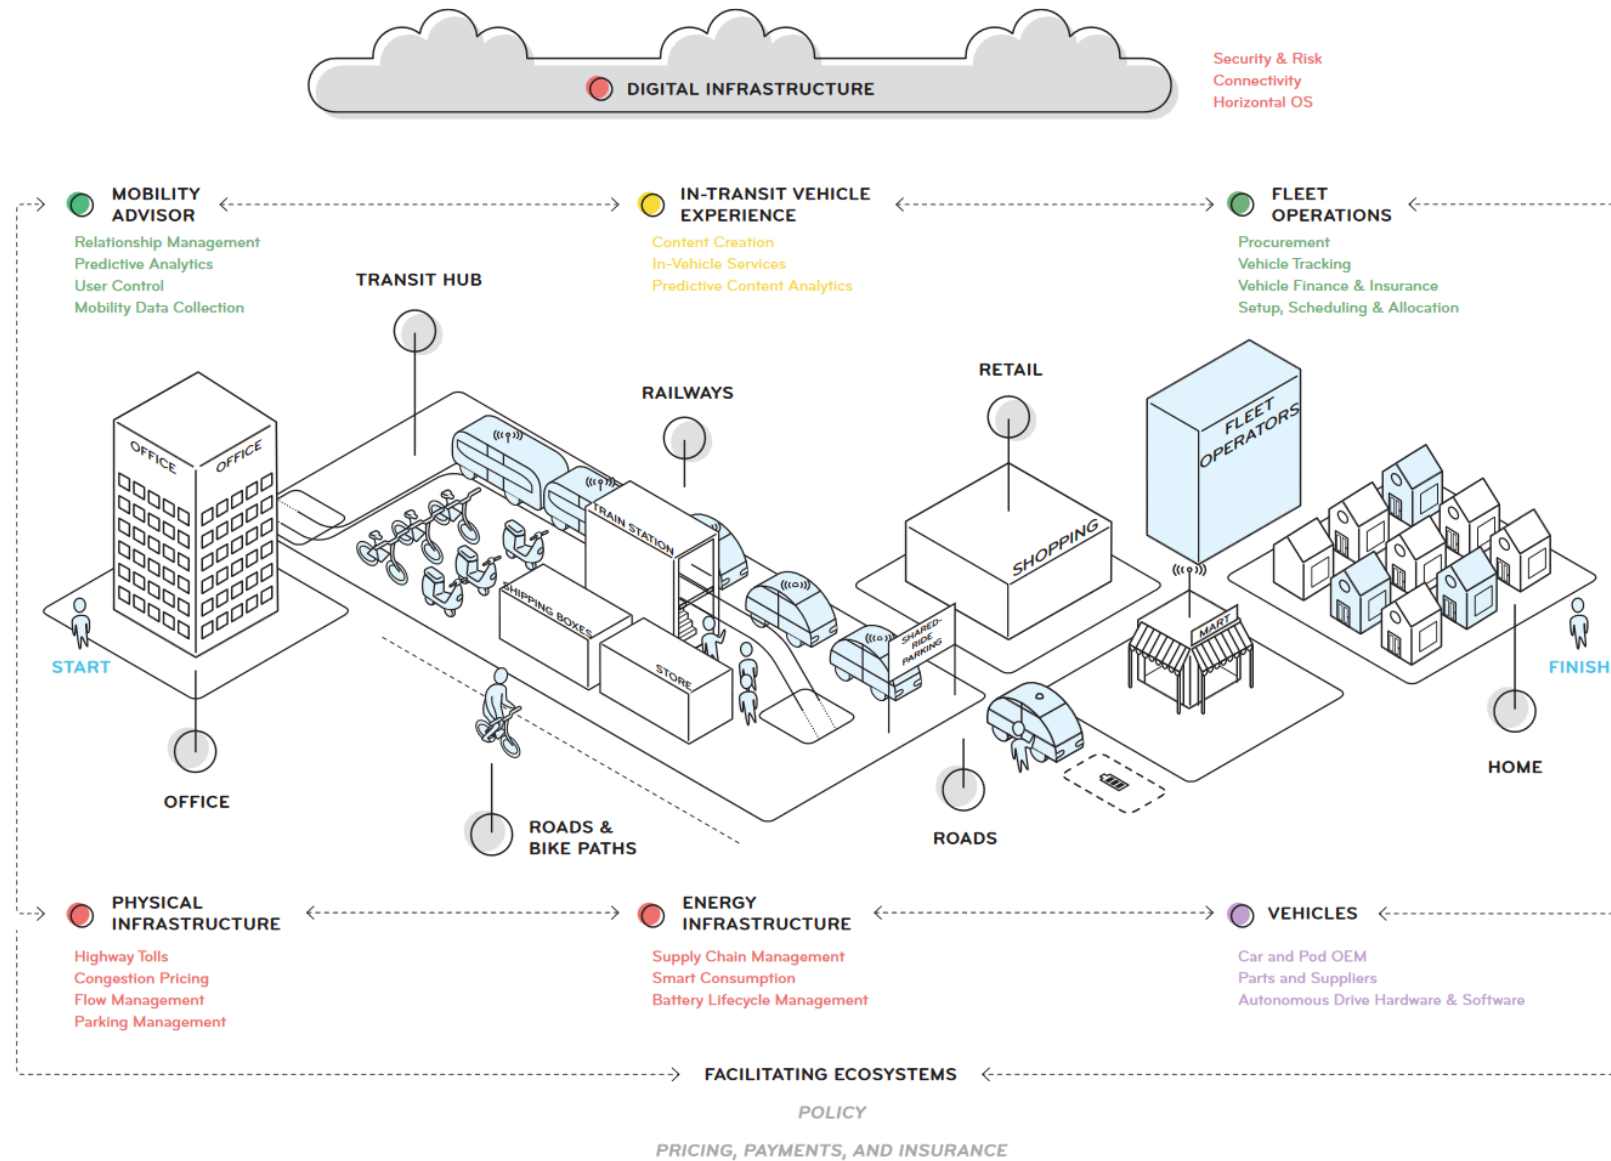 DIGITAL INFRASTRUCTURE
Security & Risk
Connectivity
Horizontal OS
MOBILITY
ADVISOR
Relationship Management
Predictive Analytics
User Control
Mobility Data Collection
IN-TRANSIT VEHICLE
EXPERIENCE
Content Creation
In-Vehicle Services
Predictive Content Analytics
FLEET
OPERATIONS
Procurement
Vehicle Tracking
Vehicle Finance & Insurance
Setup, Scheduling & Allocation
TRANSIT HUB
RAILWAYS
RETAIL
OFFICE
OFFICE
TRAIN STATION
SHIPPING BOXES
STORE
SHOPPING
SHARED-
RIDE
PARKING
FLEET
OPERATORS
MART
START
FINISH
OFFICE
ROADS &
BIKE PATHS
ROADS
HOME
PHYSICAL
INFRASTRUCTURE
Highway Tolls
Congestion Pricing
Flow Management
Parking Management
ENERGY
INFRASTRUCTURE
Supply Chain Management
Smart Consumption
Battery Lifecycle Management
VEHICLES
Car and Pod OEM
Parts and Suppliers
Autonomous Drive Hardware & Software
FACILITATING ECOSYSTEMS
POLICY
PRICING, PAYMENTS, AND INSURANCE